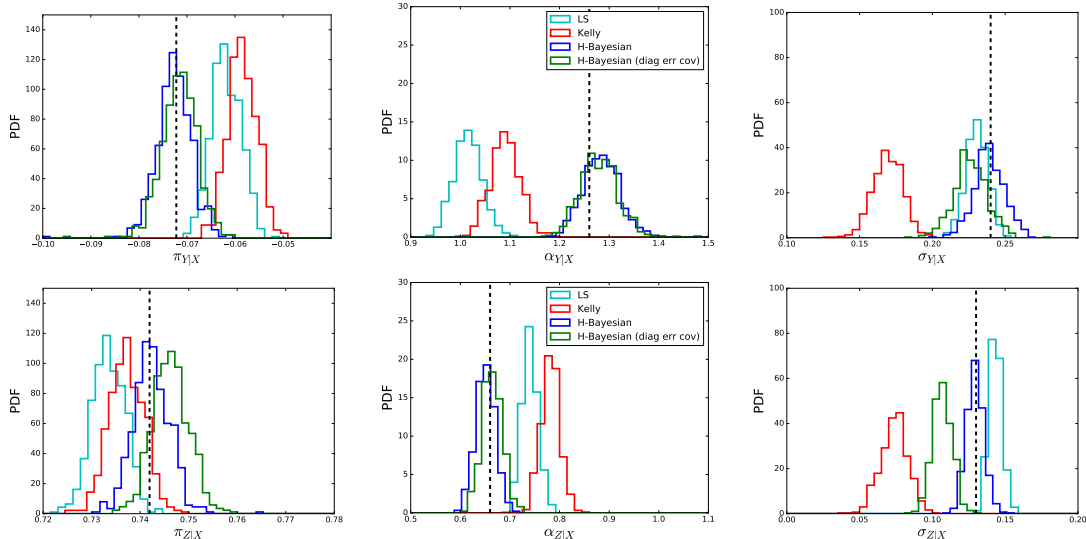 160
140
120
100
80
60
40
20
0
PDF
−0.10 −0.09 −0.08 −0.07 −0.06 −0.05
π_{Y|X}
30
25
20
15
10
5
0
PDF
0.9 1.0 1.1 1.2 1.3 1.4 1.5
α_{Y|X}
LS
Kelly
H-Bayesian
H-Bayesian (diag err cov)
100
80
60
40
20
0
PDF
0.10 0.15 0.20 0.25
σ_{Y|X}
160
140
120
100
80
60
40
20
0
PDF
0.72 0.73 0.74 0.75 0.76 0.77 0.78
π_{Z|X}
30
25
20
15
10
5
0
PDF
0.5 0.6 0.7 0.8 0.9 1.0 1.1
α_{Z|X}
LS
Kelly
H-Bayesian
H-Bayesian (diag err cov)
100
80
60
40
20
0
PDF
0.00 0.05 0.10 0.15 0.20
σ_{Z|X}